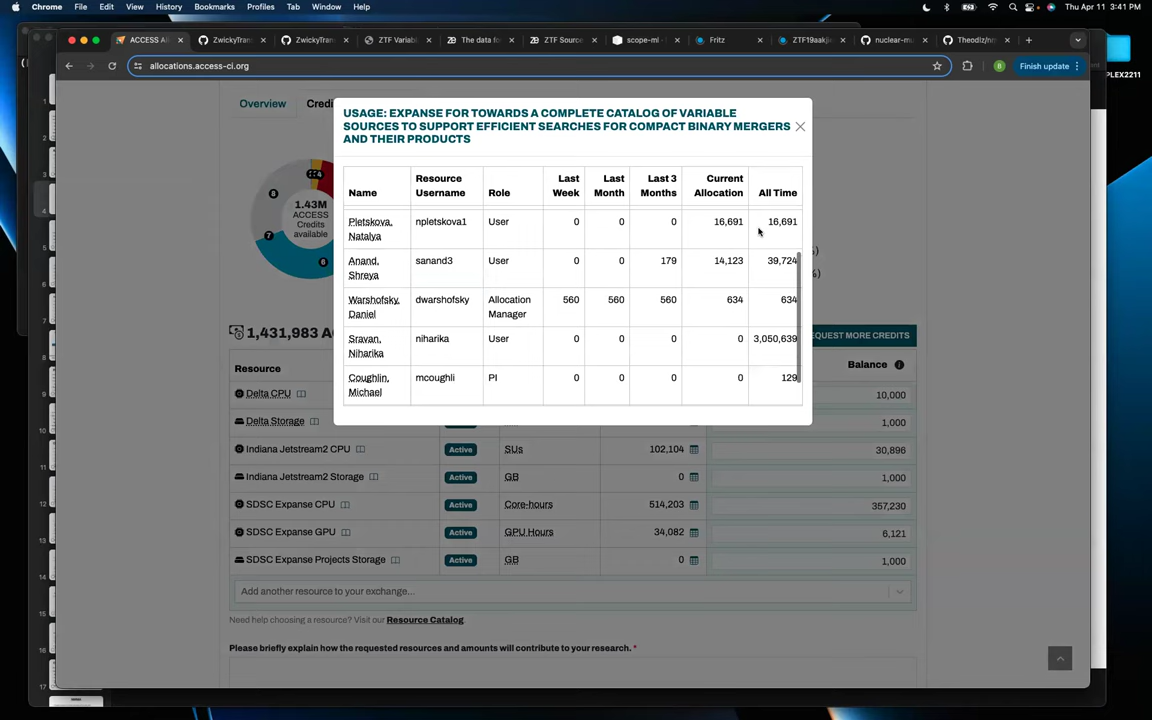 Chrome File Edit View History Bookmarks Profiles Tab Window Help
Thu Apr 11 3:41 PM
ACCESS Al
ZwickyTran
ZwickyTran
ZTF Variab
The data fo
ZTF Source
scope-ml
Fritz
ZTF19aakji
nuclear-mu
Theodlz/nm
allocations.access-ci.org
Finish update
PLEX2211
Overview
USAGE: EXPANSE FOR TOWARDS A COMPLETE CATALOG OF VARIABLE
SOURCES TO SUPPORT EFFICIENT SEARCHES FOR COMPACT BINARY MERGERS
AND THEIR PRODUCTS
Name Resource Username Role Last Week Last Month Last 3 Months Current Allocation All Time
Pletskova, Natalya npletskova1 User 0 0 0 16,691 16,691
Anand, Shreya sanand3 User 0 0 179 14,123 39,724
Warshofsky, Daniel dwarshofsky Allocation Manager 560 560 560 634 634
Sravan, Niharika niharika User 0 0 0 0 3,050,639
Coughlin, Michael mcoughli PI 0 0 0 0 129
1.43M
ACCESS
Credits
available
8
7
6
1,431,983 A
EQUEST MORE CREDITS
Resource Balance
Delta CPU 10,000
Delta Storage 1,000
Indiana Jetstream2 CPU Active SUs 102,104 30,896
Indiana Jetstream2 Storage Active GB 0 1,000
SDSC Expanse CPU Active Core-hours 514,203 357,230
SDSC Expanse GPU Active GPU Hours 34,082 6,121
SDSC Expanse Projects Storage Active GB 0 1,000
Add another resource to your exchange...
Need help choosing a resource? Visit our Resource Catalog.
Please briefly explain how the requested resources and amounts will contribute to your research. *